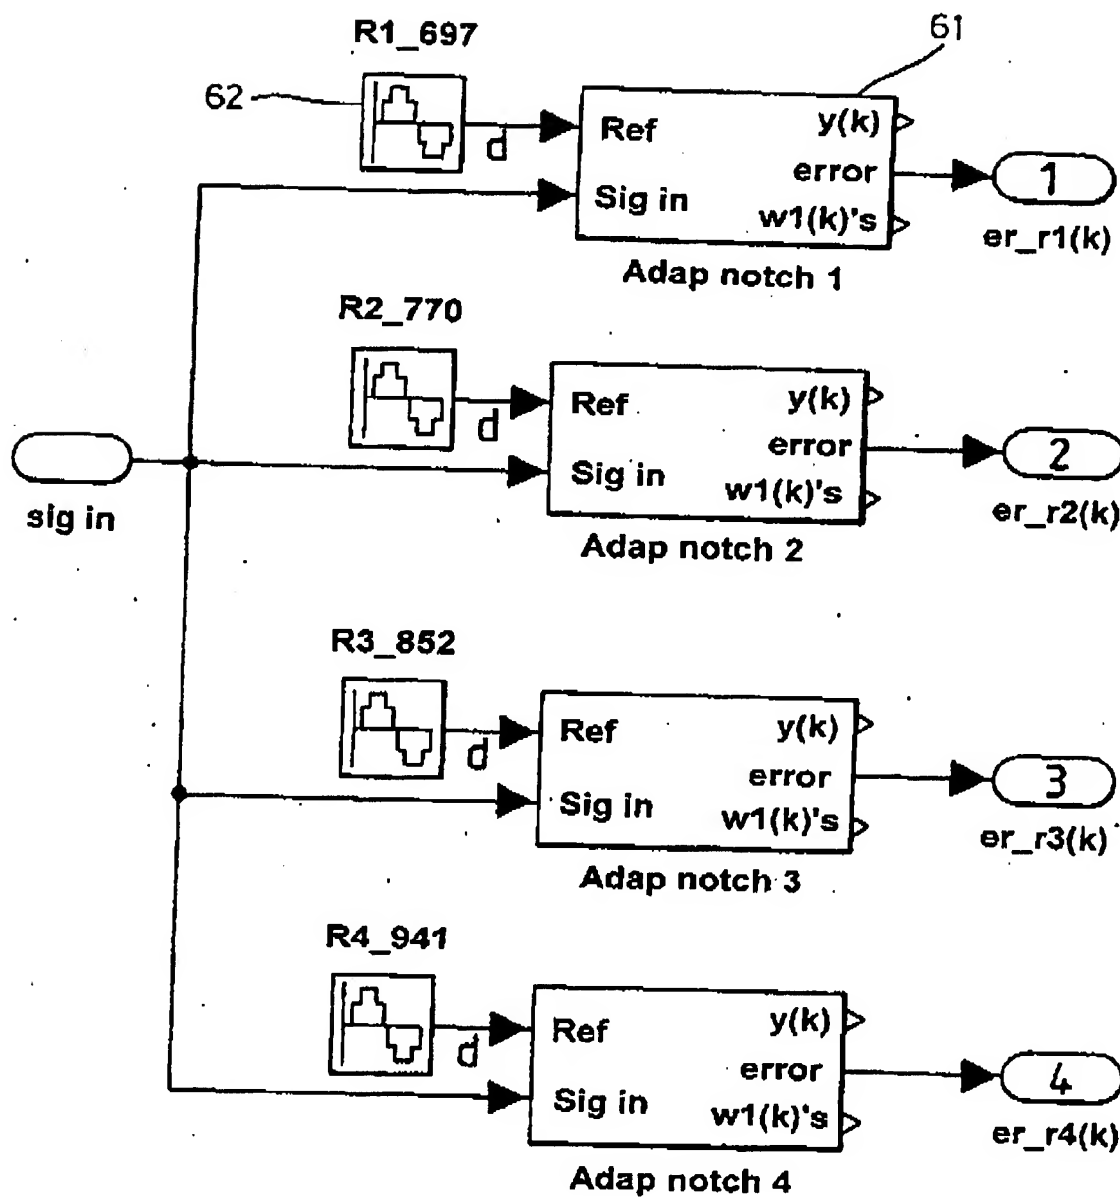 R1_697
61
62
d
Ref
Sig in
y(k)
error
w1(k)'s
1
er_r1(k)
Adap notch 1
R2_770
d
Ref
Sig in
y(k)
error
w1(k)'s
2
er_r2(k)
Adap notch 2
sig in
R3_852
d
Ref
Sig in
y(k)
error
w1(k)'s
3
er_r3(k)
Adap notch 3
R4_941
d
Ref
Sig in
y(k)
error
w1(k)'s
4
er_r4(k)
Adap notch 4